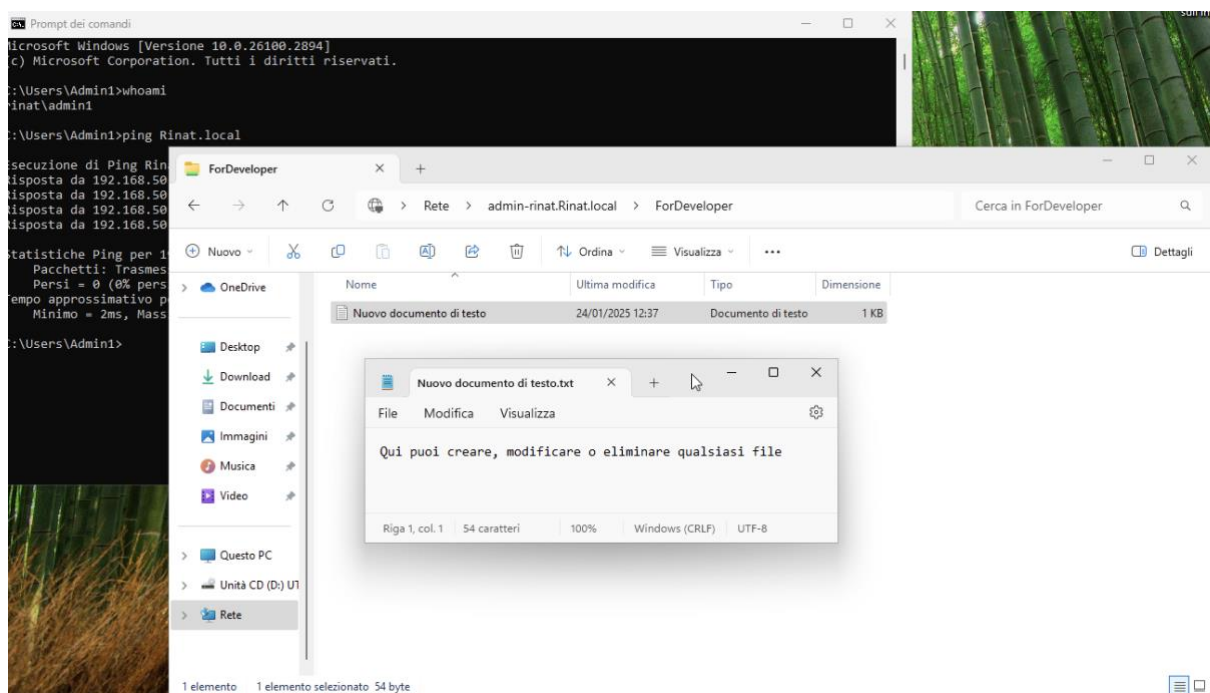 Prompt dei comandi
Microsoft Windows [Versione 10.0.26100.2894]
(c) Microsoft Corporation. Tutti i diritti riservati.
C:\Users\Admin1>whoami
rinat\admin1
C:\Users\Admin1>ping Rinat.local
Esecuzione di Ping Rin
Risposta da 192.168.50
Risposta da 192.168.50
Risposta da 192.168.50
Risposta da 192.168.50
Statistiche Ping per 1
Pacchetti: Trasmes
Persi = 0 (0% pers
Tempo approssimativo p
Minimo = 2ms, Mass
C:\Users\Admin1>
ForDeveloper
Rete > admin-rinat.Rinat.local > ForDeveloper
Cerca in ForDeveloper
Nuovo Ordina Visualizza ... Dettagli
Nome Ultima modifica Tipo Dimensione
Nuovo documento di testo 24/01/2025 12:37 Documento di testo 1 KB
OneDrive
Desktop
Download
Documenti
Immagini
Musica
Video
Questo PC
Unità CD (D:) UT
Rete
Nuovo documento di testo.txt
File Modifica Visualizza
Qui puoi creare, modificare o eliminare qualsiasi file
Riga 1, col. 1 54 caratteri 100% Windows (CRLF) UTF-8
1 elemento 1 elemento selezionato 54 byte